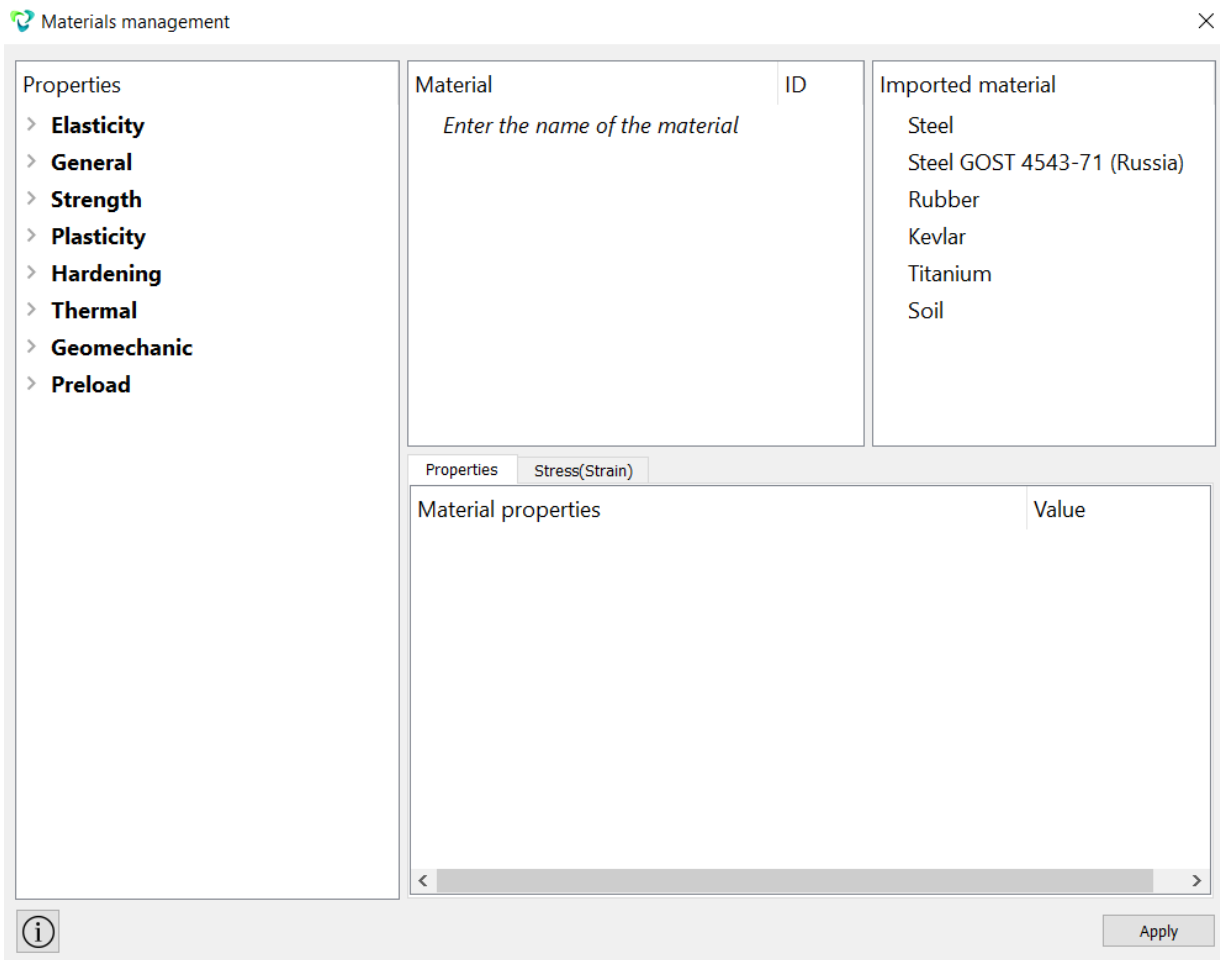 Materials management
Properties
Elasticity
General
Strength
Plasticity
Hardening
Thermal
Geomechanic
Preload
Material ID
Enter the name of the material
Imported material
Steel
Steel GOST 4543-71 (Russia)
Rubber
Kevlar
Titanium
Soil
Properties Stress(Strain)
Material properties Value
Apply